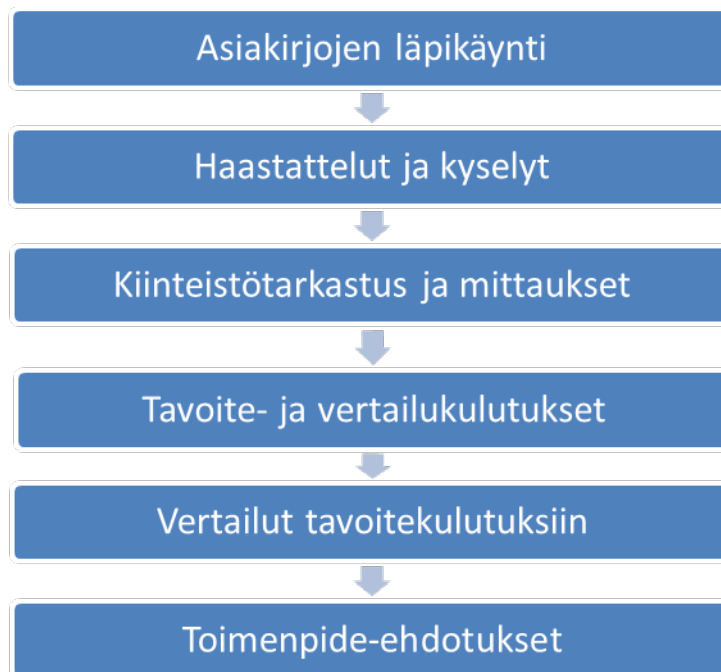 Asiakirjojen läpikäynti
Haastattelut ja kyselyt
Kiinteistötarkastus ja mittaukset
Tavoite- ja vertailukulutukset
Vertailut tavoitekulutuksiin
Toimenpide-ehdotukset